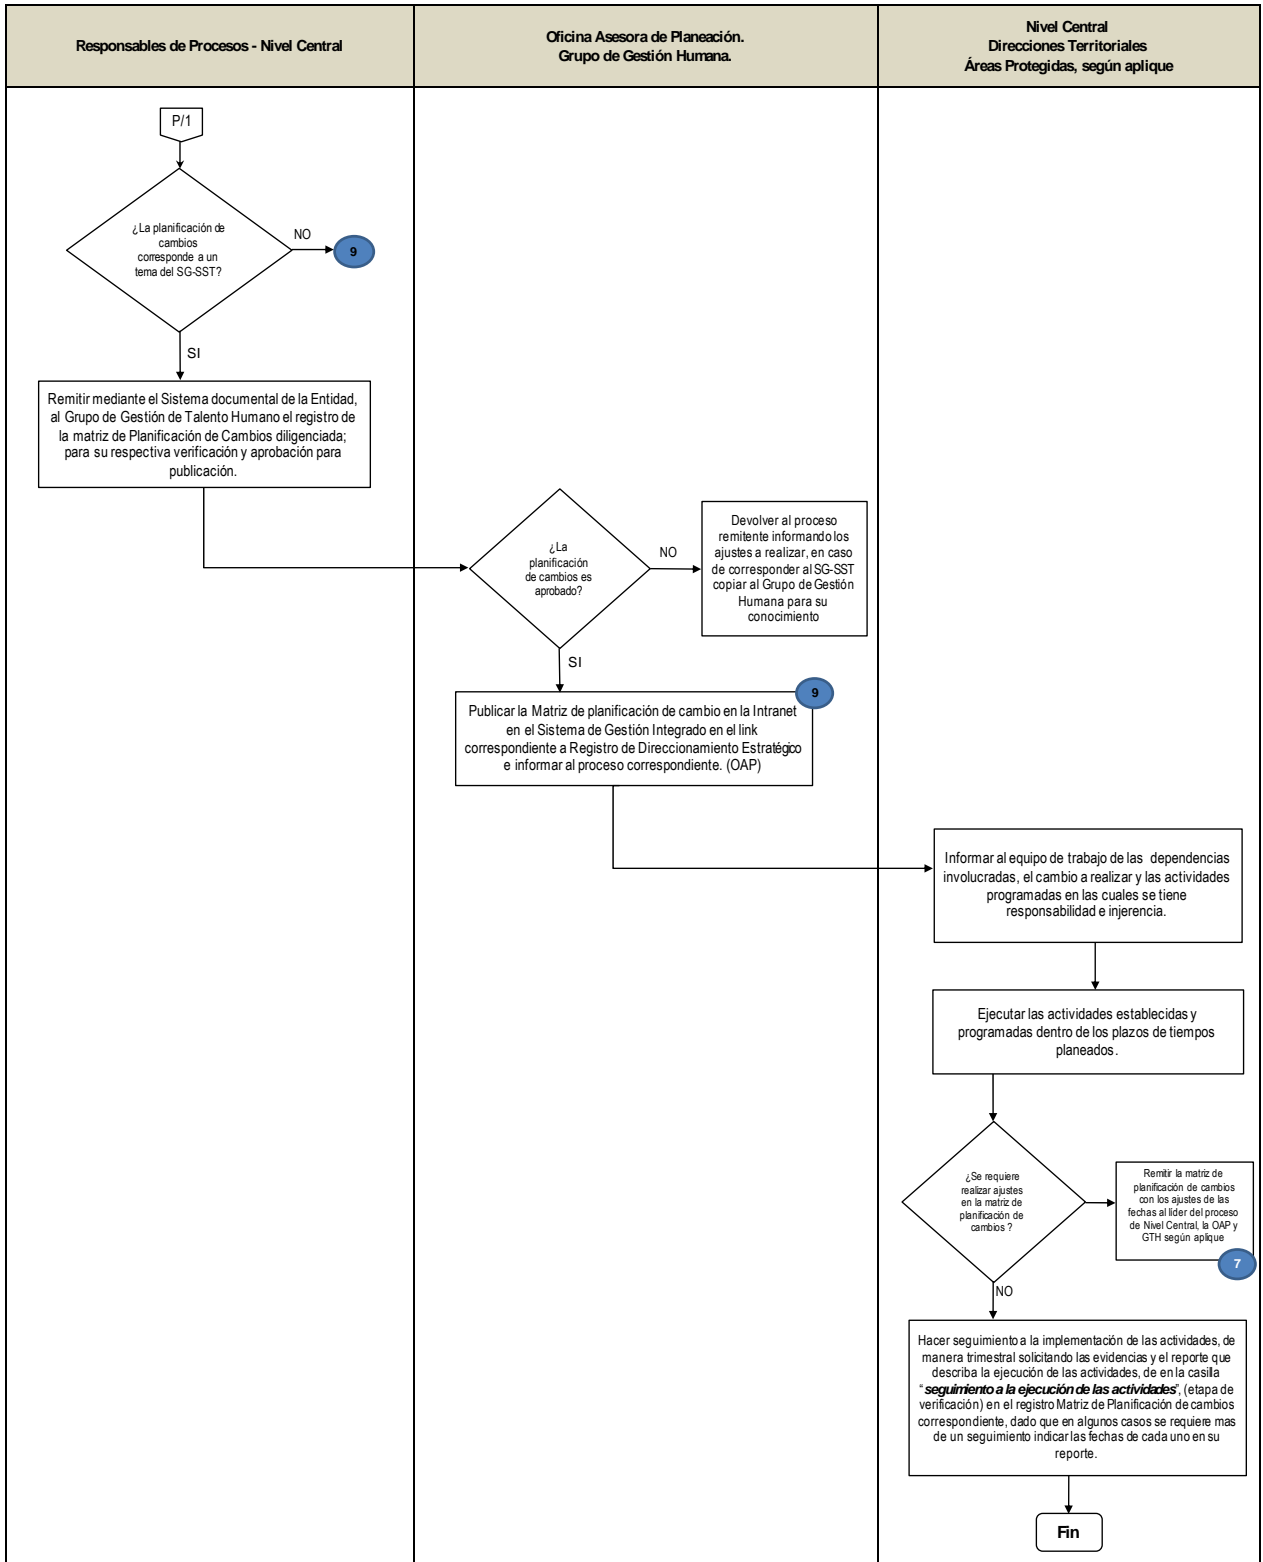 Responsables de Procesos - Nivel Central
Oficina Asesora de Planeación.
Grupo de Gestión Humana.
Nivel Central
Direcciones Territoriales
Áreas Protegidas, según aplique
P/1
¿La planificación de
cambios
corresponde a un
tema del SG-SST?
NO
9
SI
Remitir mediante el Sistema documental de la Entidad,
al Grupo de Gestión de Talento Humano el registro de
la matriz de Planificación de Cambios diligenciada;
para su respectiva verificación y aprobación para
publicación.
¿La
planificación
de cambios es
aprobado?
NO
Devolver al proceso
remitente informando los
ajustes a realizar, en caso
de corresponder al SG-SST
copiar al Grupo de Gestión
Humana para su
conocimiento
SI
9
Publicar la Matriz de planificación de cambio en la Intranet
en el Sistema de Gestión Integrado en el link
correspondiente a Registro de Direccionamiento Estratégico
e informar al proceso correspondiente. (OAP)
Informar al equipo de trabajo de las dependencias
involucradas, el cambio a realizar y las actividades
programadas en las cuales se tiene
responsabilidad e injerencia.
Ejecutar las actividades establecidas y
programadas dentro de los plazos de tiempos
planeados.
¿Se requiere
realizar ajustes
en la matriz de
planificación de
cambios ?
Remitir la matriz de
planificación de cambios
con los ajustes de las
fechas al líder del proceso
de Nivel Central, la OAP y
GTH según aplique
7
NO
Hacer seguimiento a la implementación de las actividades, de
manera trimestral solicitando las evidencias y el reporte que
describa la ejecución de las actividades, de en la casilla
“seguimiento a la ejecución de las actividades”, (etapa de
verificación) en el registro Matriz de Planificación de cambios
correspondiente, dado que en algunos casos se requiere mas
de un seguimiento indicar las fechas de cada uno en su
reporte.
Fin